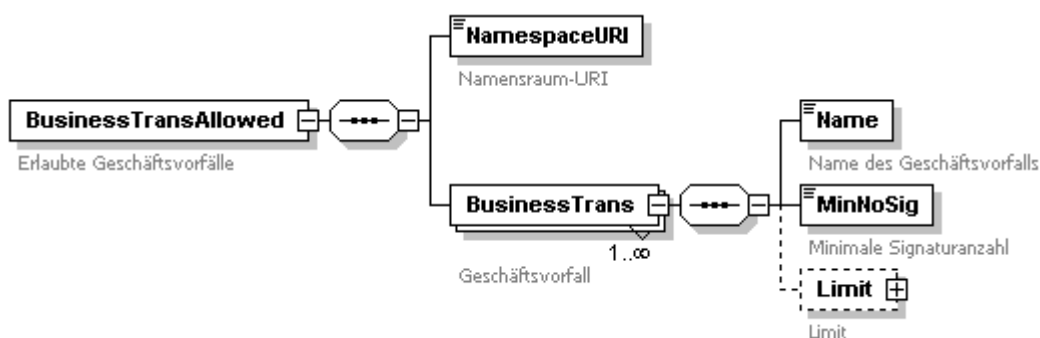 NamespaceURI
Namensraum-URI
BusinessTransAllowed
Erlaubte Geschäftsvorfälle
Name
Name des Geschäftsvorfalls
BusinessTrans
1..∞
Geschäftsvorfall
MinNoSig
Minimale Signaturanzahl
Limit
Limit